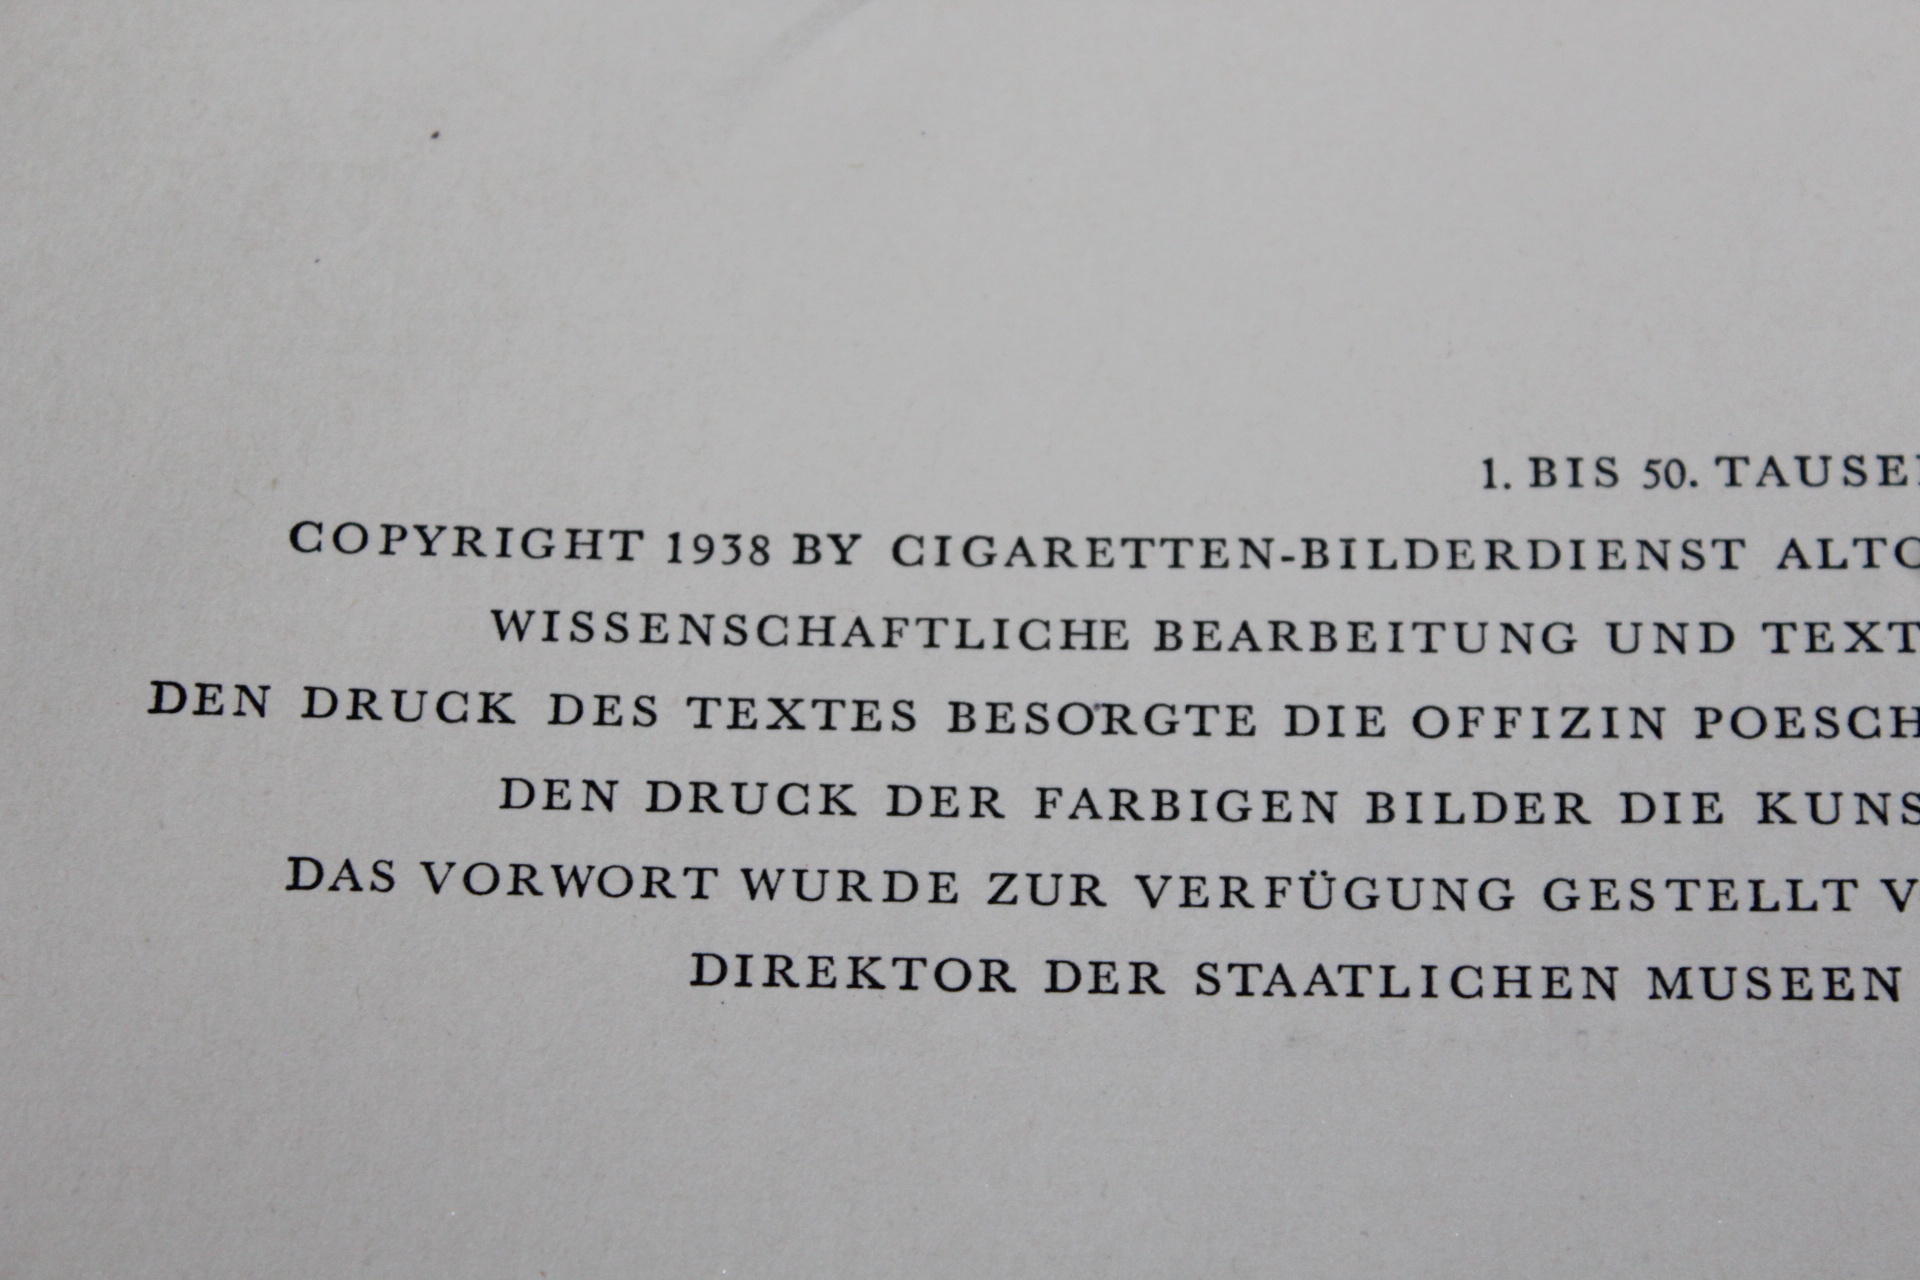 1. BIS 50. TAUSE
COPYRIGHT 1938 BY CIGARETTEN-BILDERDIENST ALTO
WISSENSCHAFTLICHE BEARBEITUNG UND TEXT
DEN DRUCK DES TEXTES BESORGTE DIE OFFIZIN POESCH
DEN DRUCK DER FARBIGEN BILDER DIE KUNS
DAS VORWORT WURDE ZUR VERFÜGUNG GESTELLT V
DIREKTOR DER STAATLICHEN MUSEEN